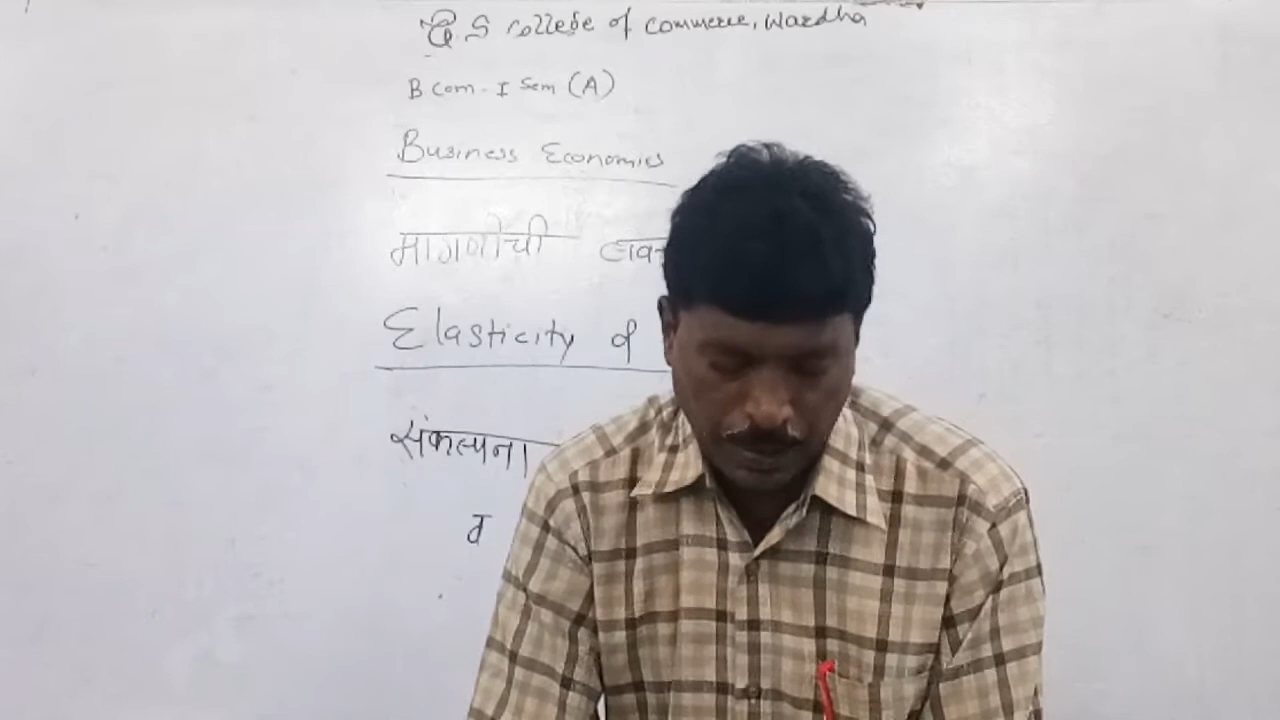 G S College of Commerce, Wardha
B Com - I Sem (A)
Business Economics
मागणीची
Elasticity of
संकल्पना
व